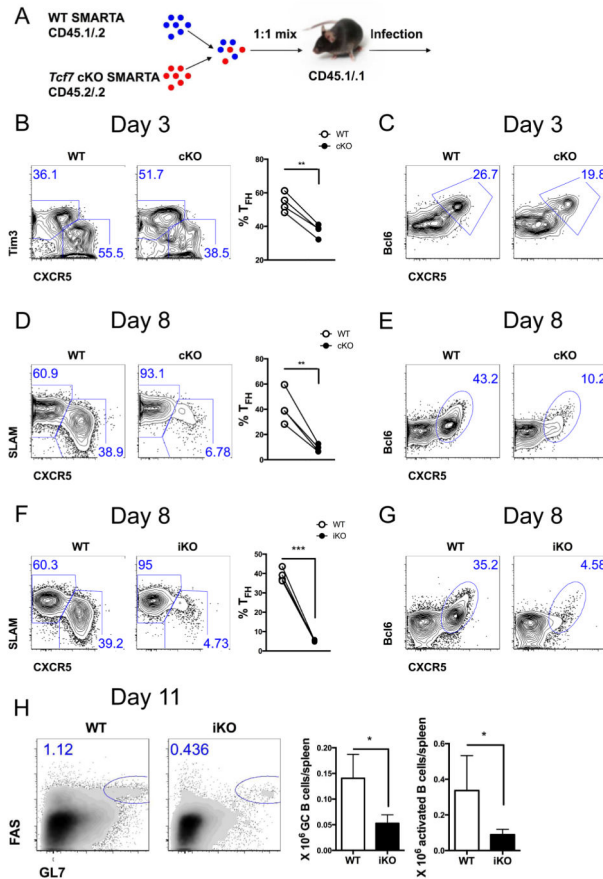 A
WT SMARTA
CD45.1/.2
Tcf7 cKO SMARTA
CD45.2/.2
1:1 mix
Infection
CD45.1/.1
B
Day 3
WT
cKO
36.1
55.5
51.7
38.5
Tim3
CXCR5
WT
cKO
**
% TFH
80
60
40
20
C
Day 3
WT
cKO
26.7
19.8
Bcl6
CXCR5
D
Day 8
WT
cKO
60.9
38.9
93.1
6.78
SLAM
CXCR5
WT
cKO
**
% TFH
80
60
40
20
0
E
Day 8
WT
cKO
43.2
10.2
Bcl6
CXCR5
F
Day 8
WT
iKO
60.3
39.2
95
4.73
SLAM
CXCR5
WT
iKO
***
% TFH
50
40
30
20
10
0
G
Day 8
WT
iKO
35.2
4.58
Bcl6
CXCR5
H
Day 11
WT
iKO
1.12
0.436
FAS
GL7
X 10⁶ GC B cells/spleen
0.20
0.15
0.10
0.05
0.00
*
WT
iKO
X 10⁶ activated B cells/spleen
0.6
0.4
0.2
0.0
*
WT
iKO